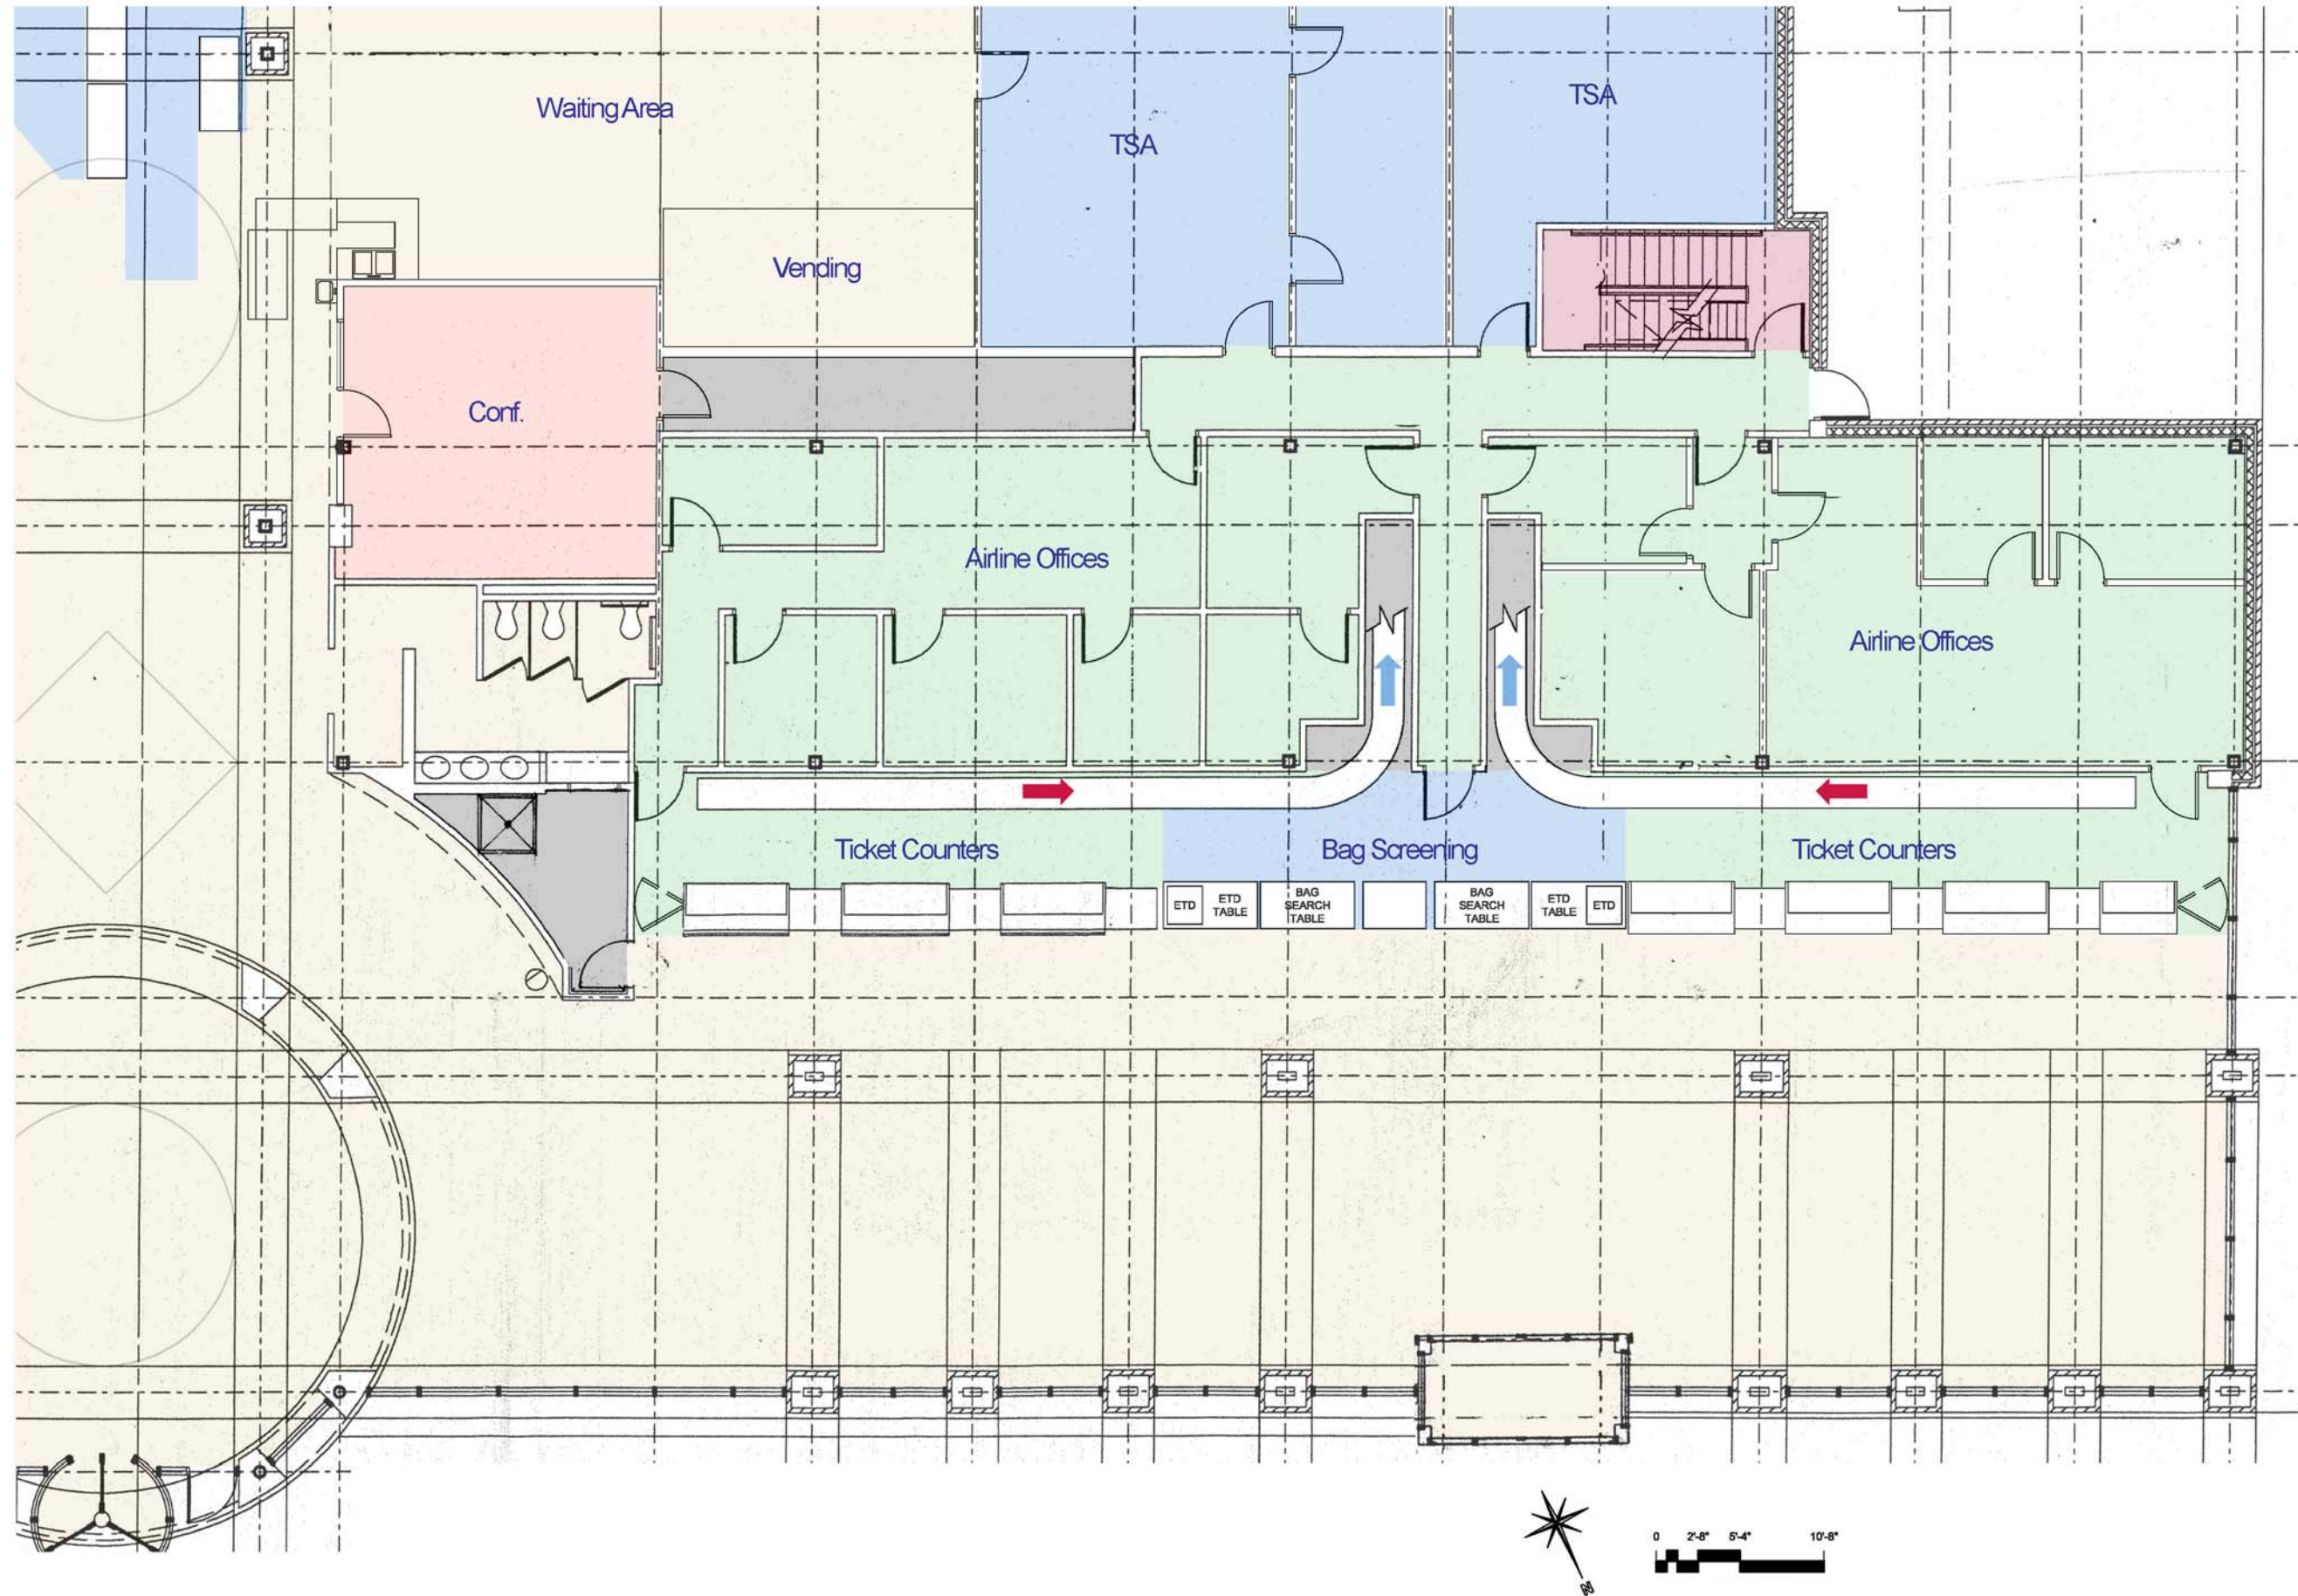 Waiting Area
TSA
TSA
Vending
Conf.
Airline Offices
Airline Offices
Ticket Counters
Bag Screening
Ticket Counters
ETD
ETD
TABLE
BAG
SEARCH
TABLE
BAG
SEARCH
TABLE
ETD
TABLE
ETD
0 2'-8" 5'-4" 10'-8"
N